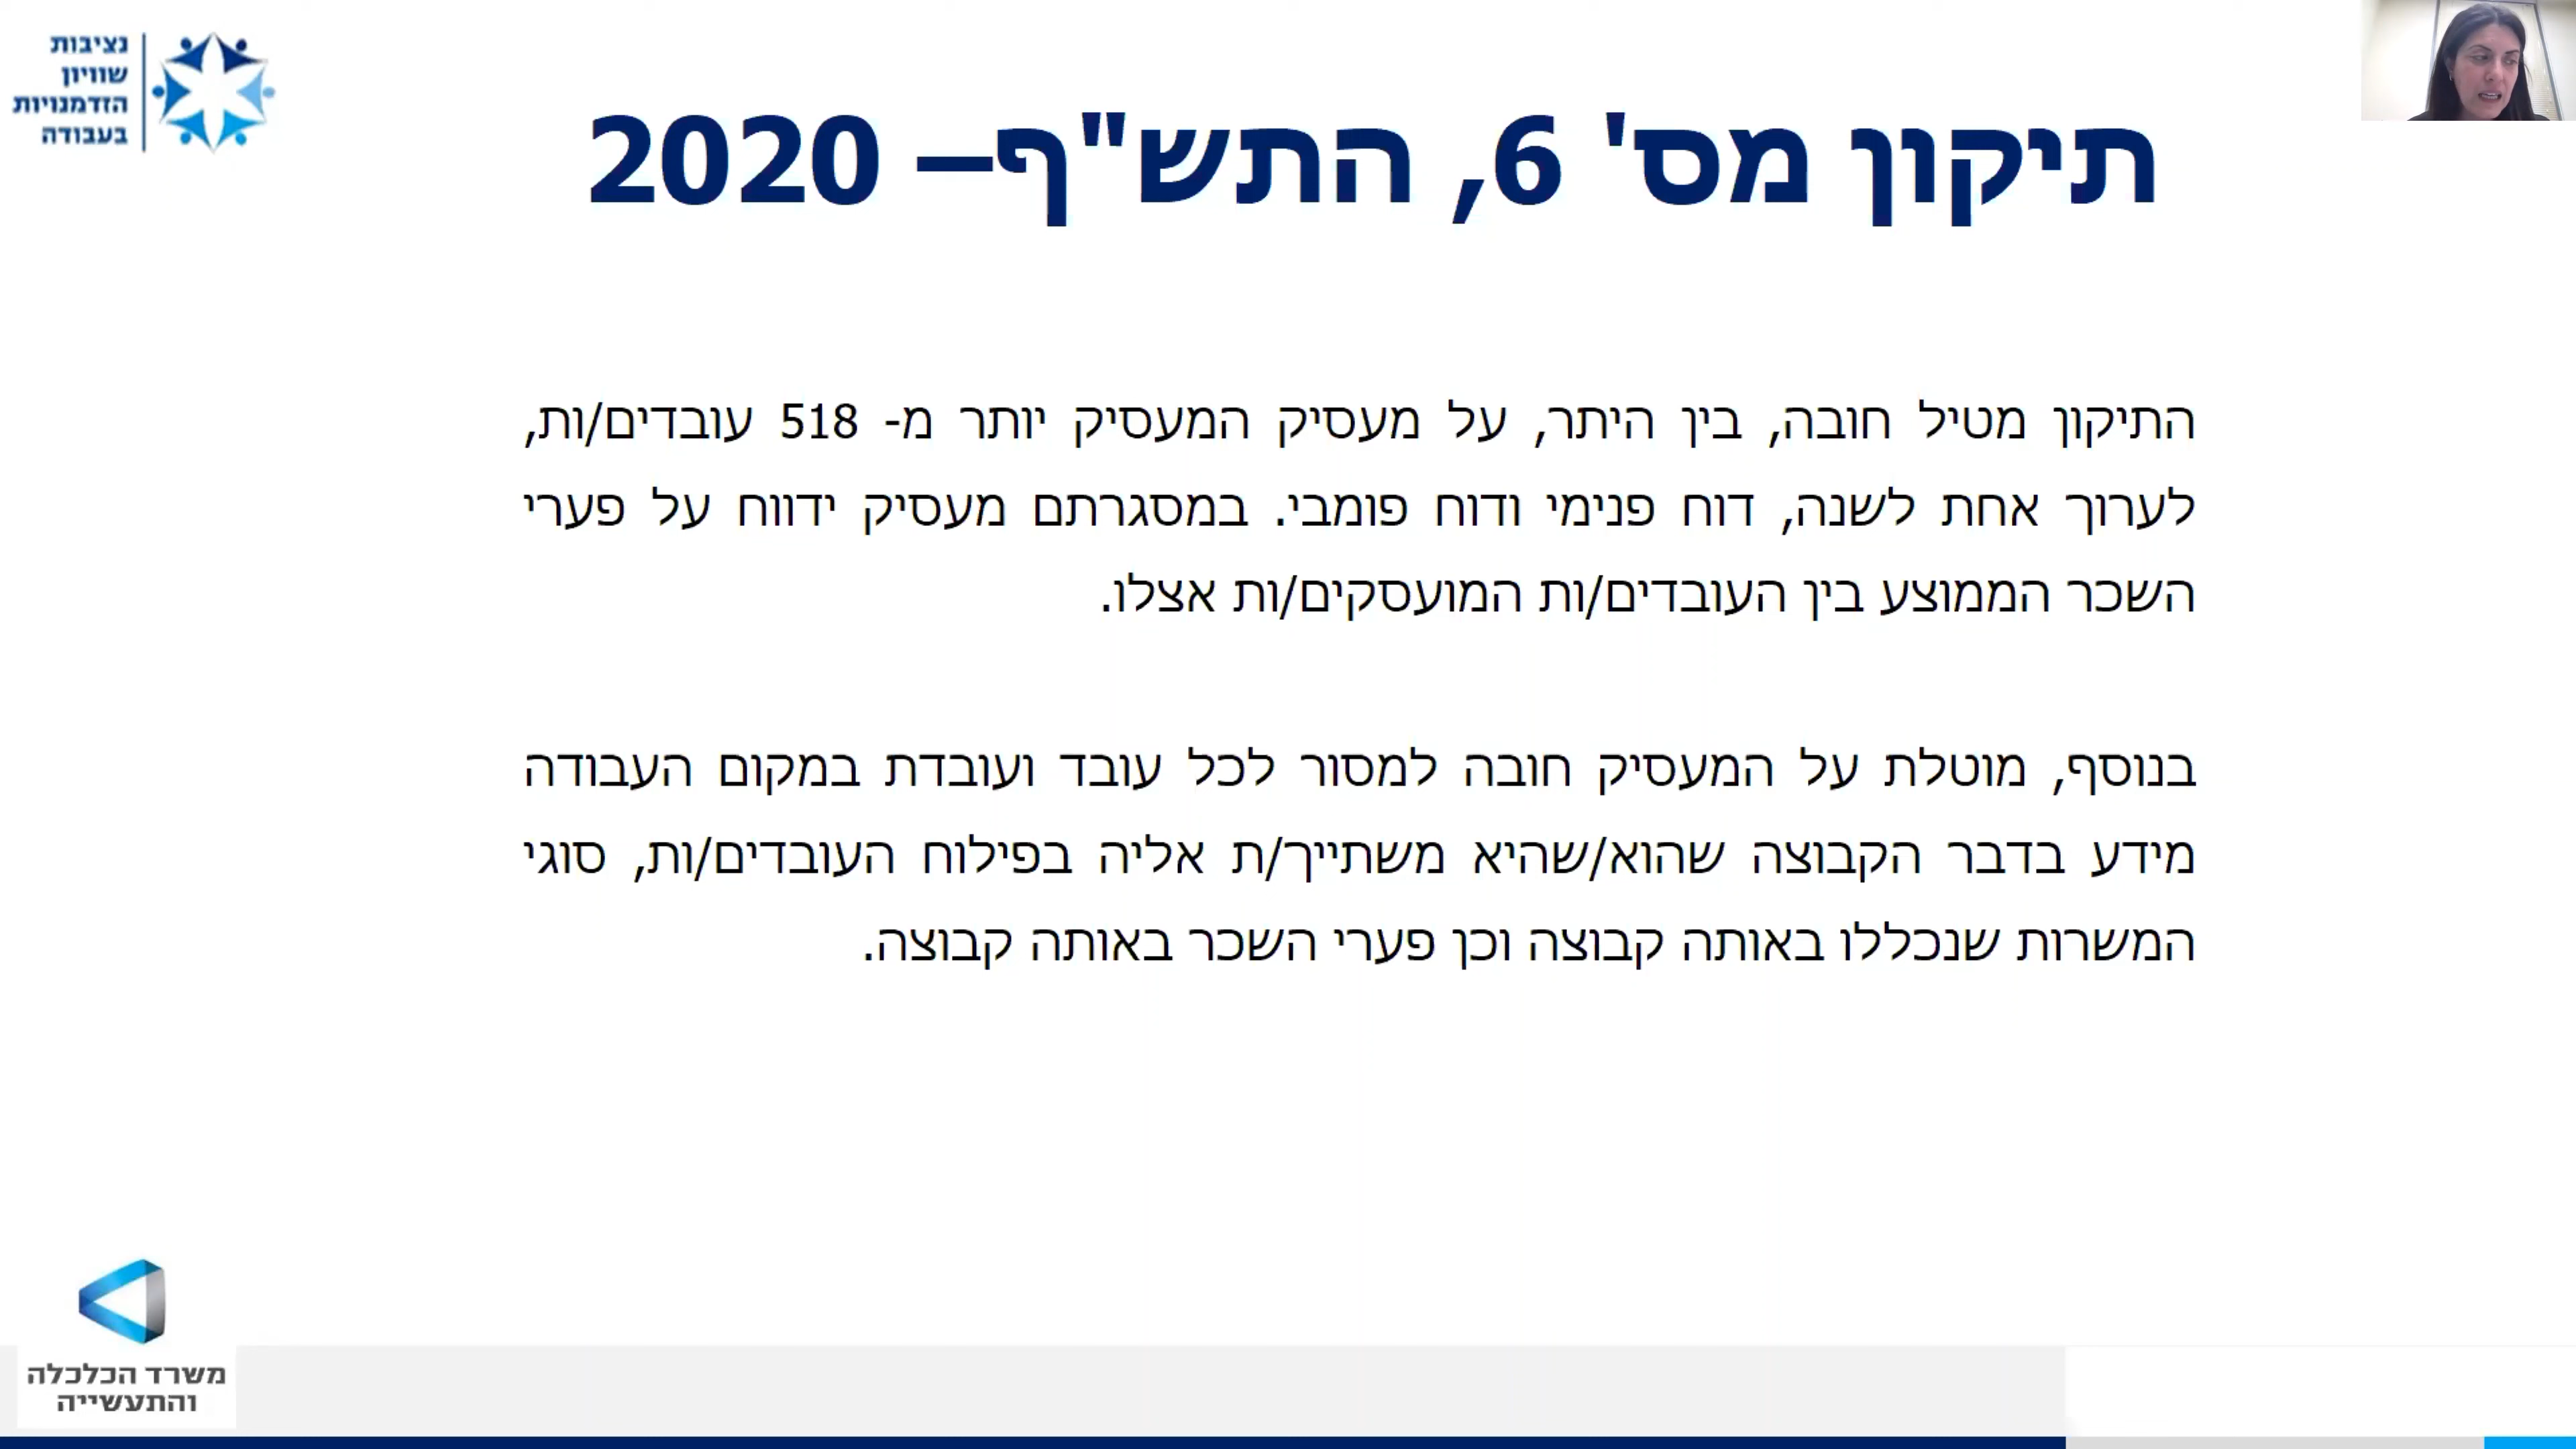 נציבות
שוויון
הזדמנויות
בעבודה
תיקון מס' 6, התש"ף– 2020
התיקון מטיל חובה, בין היתר, על מעסיק המעסיק יותר מ- 518 עובדים/ות,
לערוך אחת לשנה, דוח פנימי ודוח פומבי. במסגרתם מעסיק ידווח על פערי
השכר הממוצע בין העובדים/ות המועסקים/ות אצלו.
בנוסף, מוטלת על המעסיק חובה למסור לכל עובד ועובדת במקום העבודה
מידע בדבר הקבוצה שהוא/שהיא משתייך/ת אליה בפילוח העובדים/ות, סוגי
המשרות שנכללו באותה קבוצה וכן פערי השכר באותה קבוצה.
משרד הכלכלה
והתעשייה